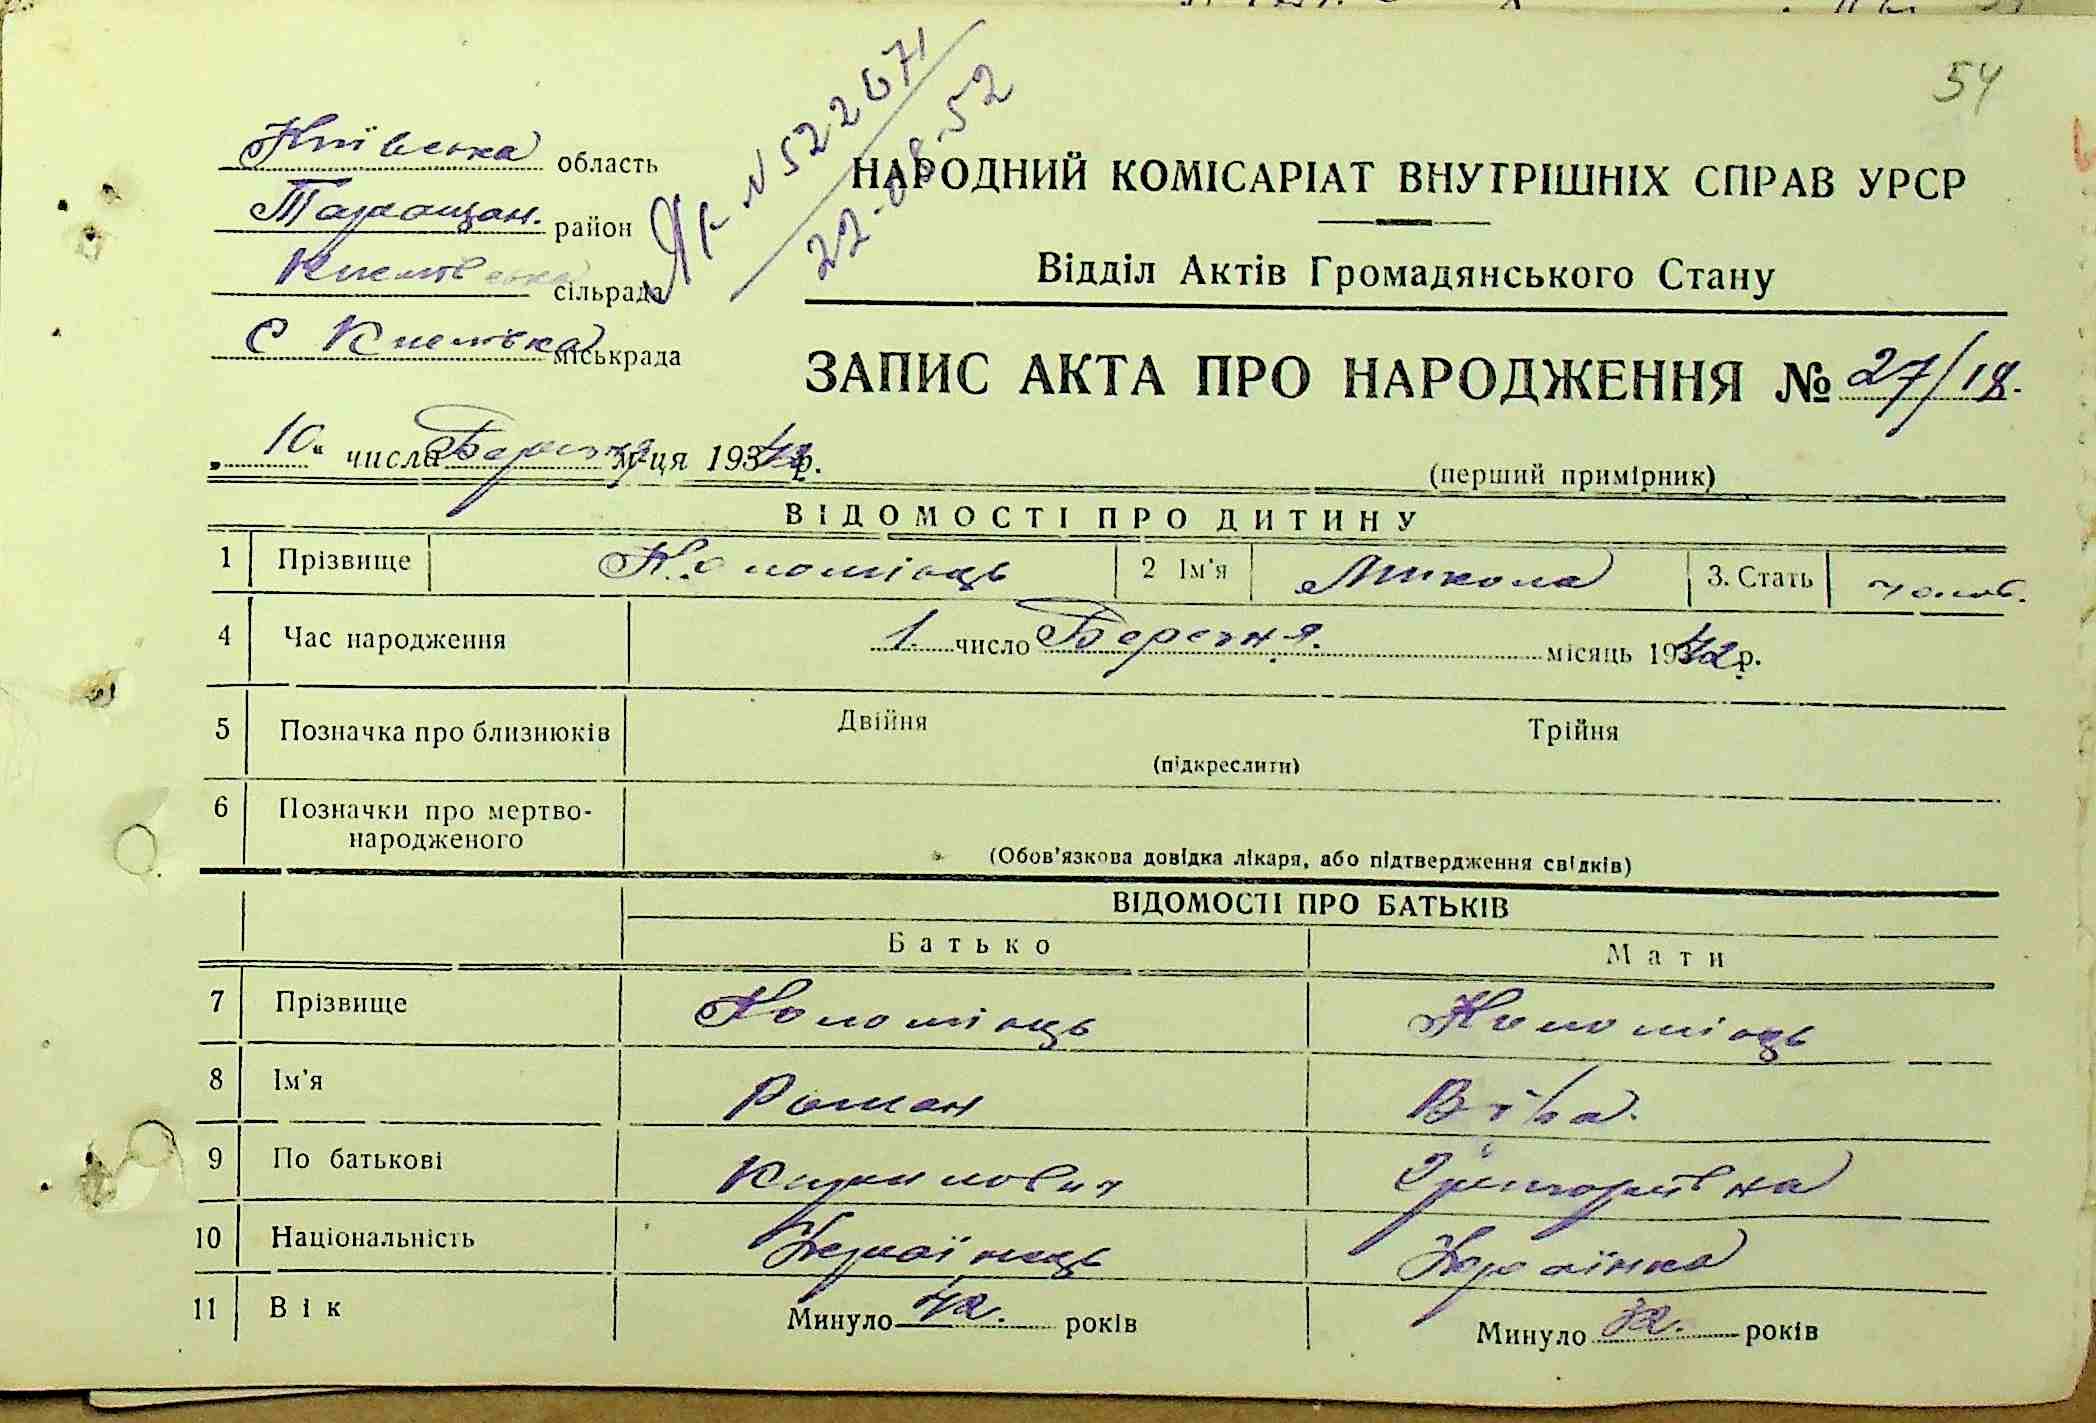 54
Як № 522671
22-08-52
Київська область
Таращан. район
сільрада
с міськрада
НАРОДНИЙ КОМІСАРІАТ ВНУТРІШНІХ СПРАВ УРСР
Відділ Актів Громадянського Стану
ЗАПИС АКТА ПРО НАРОДЖЕННЯ № 27/18.
„10“ числа Березня м-ця 1942 р.
(перший примірник)
ВІДОМОСТІ ПРО ДИТИНУ
1 Прізвище Коломієць 2 Ім'я Микола 3. Стать чолов.
4 Час народження 1. число Березня. місяць 1942 р.
5 Позначка про близнюків Двійня Трійня
(підкреслити)
6 Позначки про мертво-
народженого
(Обов'язкова довідка лікаря, або підтвердження свідків)
ВІДОМОСТІ ПРО БАТЬКІВ
Батько Мати
7 Прізвище Коломієць Коломієць
8 Ім'я Роман Віра.
9 По батькові Кирилович Григорівна
10 Національність Українець Українка
11 Вік Минуло 42. років Минуло 32. років